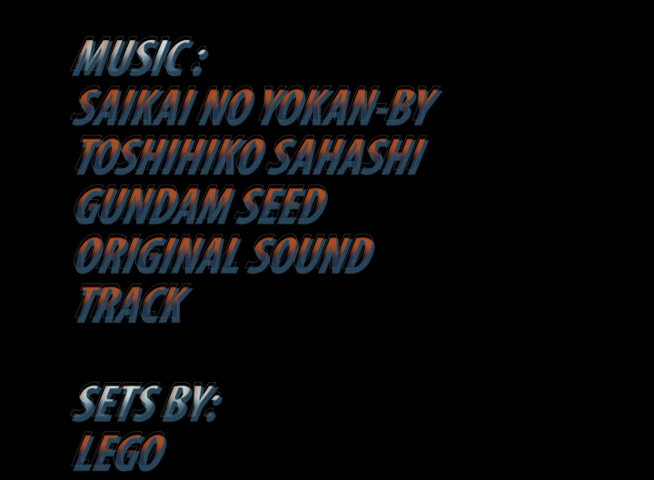 MUSIC :
SAIKAI NO YOKAN-BY
TOSHIHIKO SAHASHI
GUNDAM SEED
ORIGINAL SOUND
TRACK
SETS BY:
LEGO